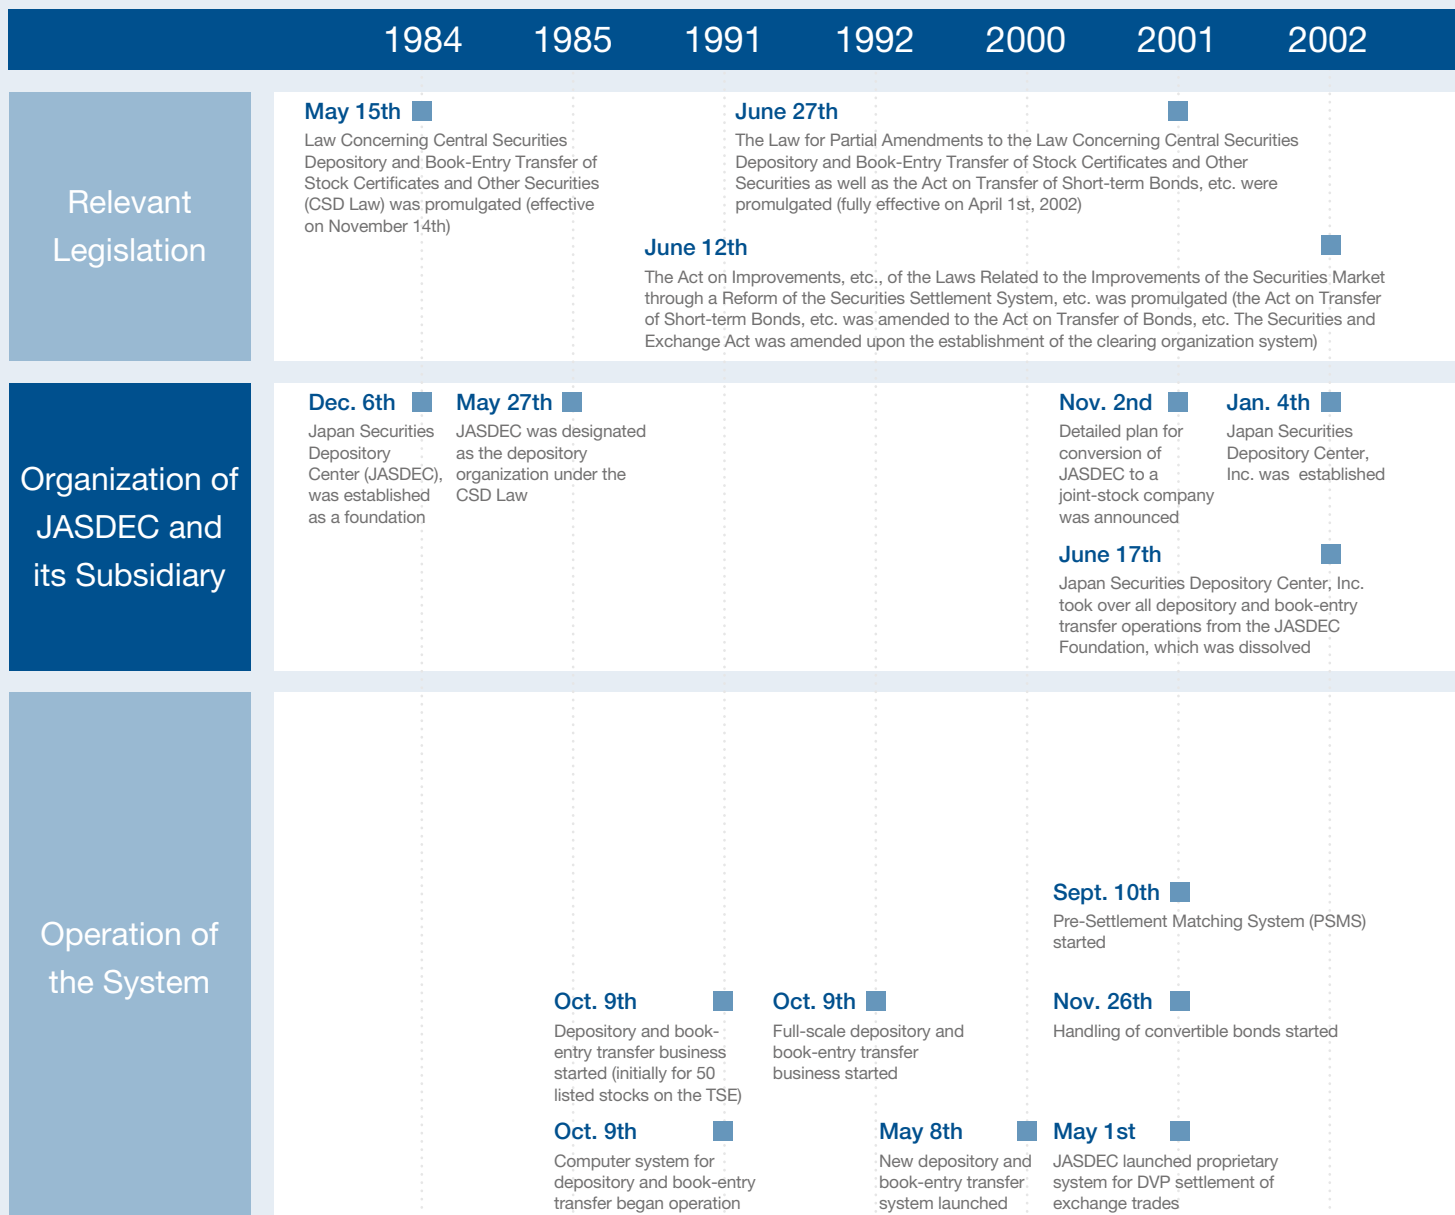 1984 1985 1991 1992 2000 2001 2002
Relevant
Legislation
May 15th
Law Concerning Central Securities
Depository and Book-Entry Transfer of
Stock Certificates and Other Securities
(CSD Law) was promulgated (effective
on November 14th)
June 27th
The Law for Partial Amendments to the Law Concerning Central Securities
Depository and Book-Entry Transfer of Stock Certificates and Other
Securities as well as the Act on Transfer of Short-term Bonds, etc. were
promulgated (fully effective on April 1st, 2002)
June 12th
The Act on Improvements, etc., of the Laws Related to the Improvements of the Securities Market
through a Reform of the Securities Settlement System, etc. was promulgated (the Act on Transfer
of Short-term Bonds, etc. was amended to the Act on Transfer of Bonds, etc. The Securities and
Exchange Act was amended upon the establishment of the clearing organization system)
Organization of
JASDEC and
its Subsidiary
Dec. 6th
Japan Securities
Depository
Center (JASDEC),
was established
as a foundation
May 27th
JASDEC was designated
as the depository
organization under the
CSD Law
Nov. 2nd
Detailed plan for
conversion of
JASDEC to a
joint-stock company
was announced
Jan. 4th
Japan Securities
Depository Center,
Inc. was established
June 17th
Japan Securities Depository Center, Inc.
took over all depository and book-entry
transfer operations from the JASDEC
Foundation, which was dissolved
Operation of
the System
Sept. 10th
Pre-Settlement Matching System (PSMS)
started
Oct. 9th
Depository and book-
entry transfer business
started (initially for 50
listed stocks on the TSE)
Oct. 9th
Full-scale depository and
book-entry transfer
business started
Nov. 26th
Handling of convertible bonds started
Oct. 9th
Computer system for
depository and book-entry
transfer began operation
May 8th
New depository and
book-entry transfer
system launched
May 1st
JASDEC launched proprietary
system for DVP settlement of
exchange trades